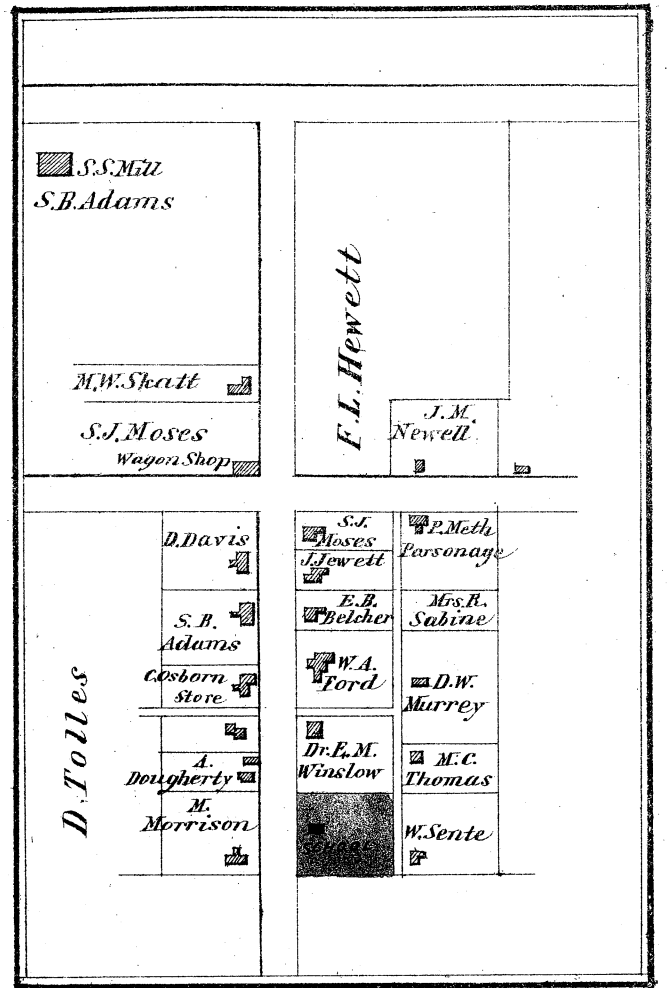 S.S.Mill
S.B.Adams
F.L.Hewett
M.W.Skatt
S.J.Moses
Wagon Shop
J.M.
Newell
D.Davis
S.B.
Adams
C.Osborn
Store
D.Tolles
A.
Dougherty
M.
Morrison
S.J.
Moses
J.Jewett
E.B.
Belcher
W.A.
Ford
Dr.E.M.
Winslow
SCHOOL
P.Meth
Parsonage
Mrs.R.
Sabine
D.W.
Murrey
M.C.
Thomas
W.Sente